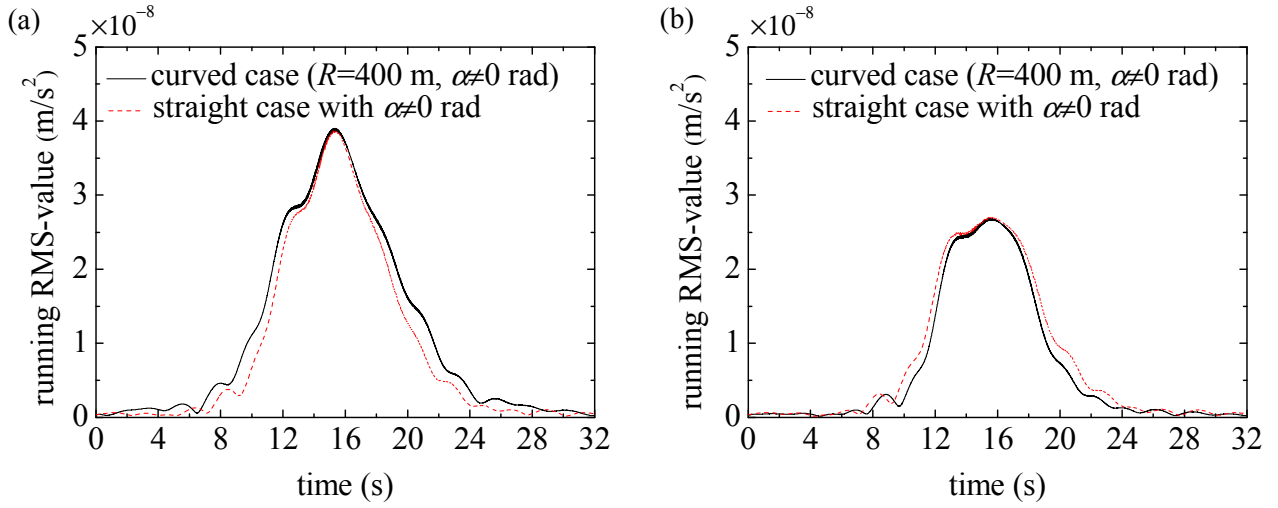 (a)
×10⁻⁸
5
4
3
2
1
0
running RMS-value (m/s²)
curved case (R=400 m, α≠0 rad)
straight case with α≠0 rad
0 4 8 12 16 20 24 28 32
time (s)
(b)
×10⁻⁸
5
4
3
2
1
0
running RMS-value (m/s²)
curved case (R=400 m, α≠0 rad)
straight case with α≠0 rad
0 4 8 12 16 20 24 28 32
time (s)